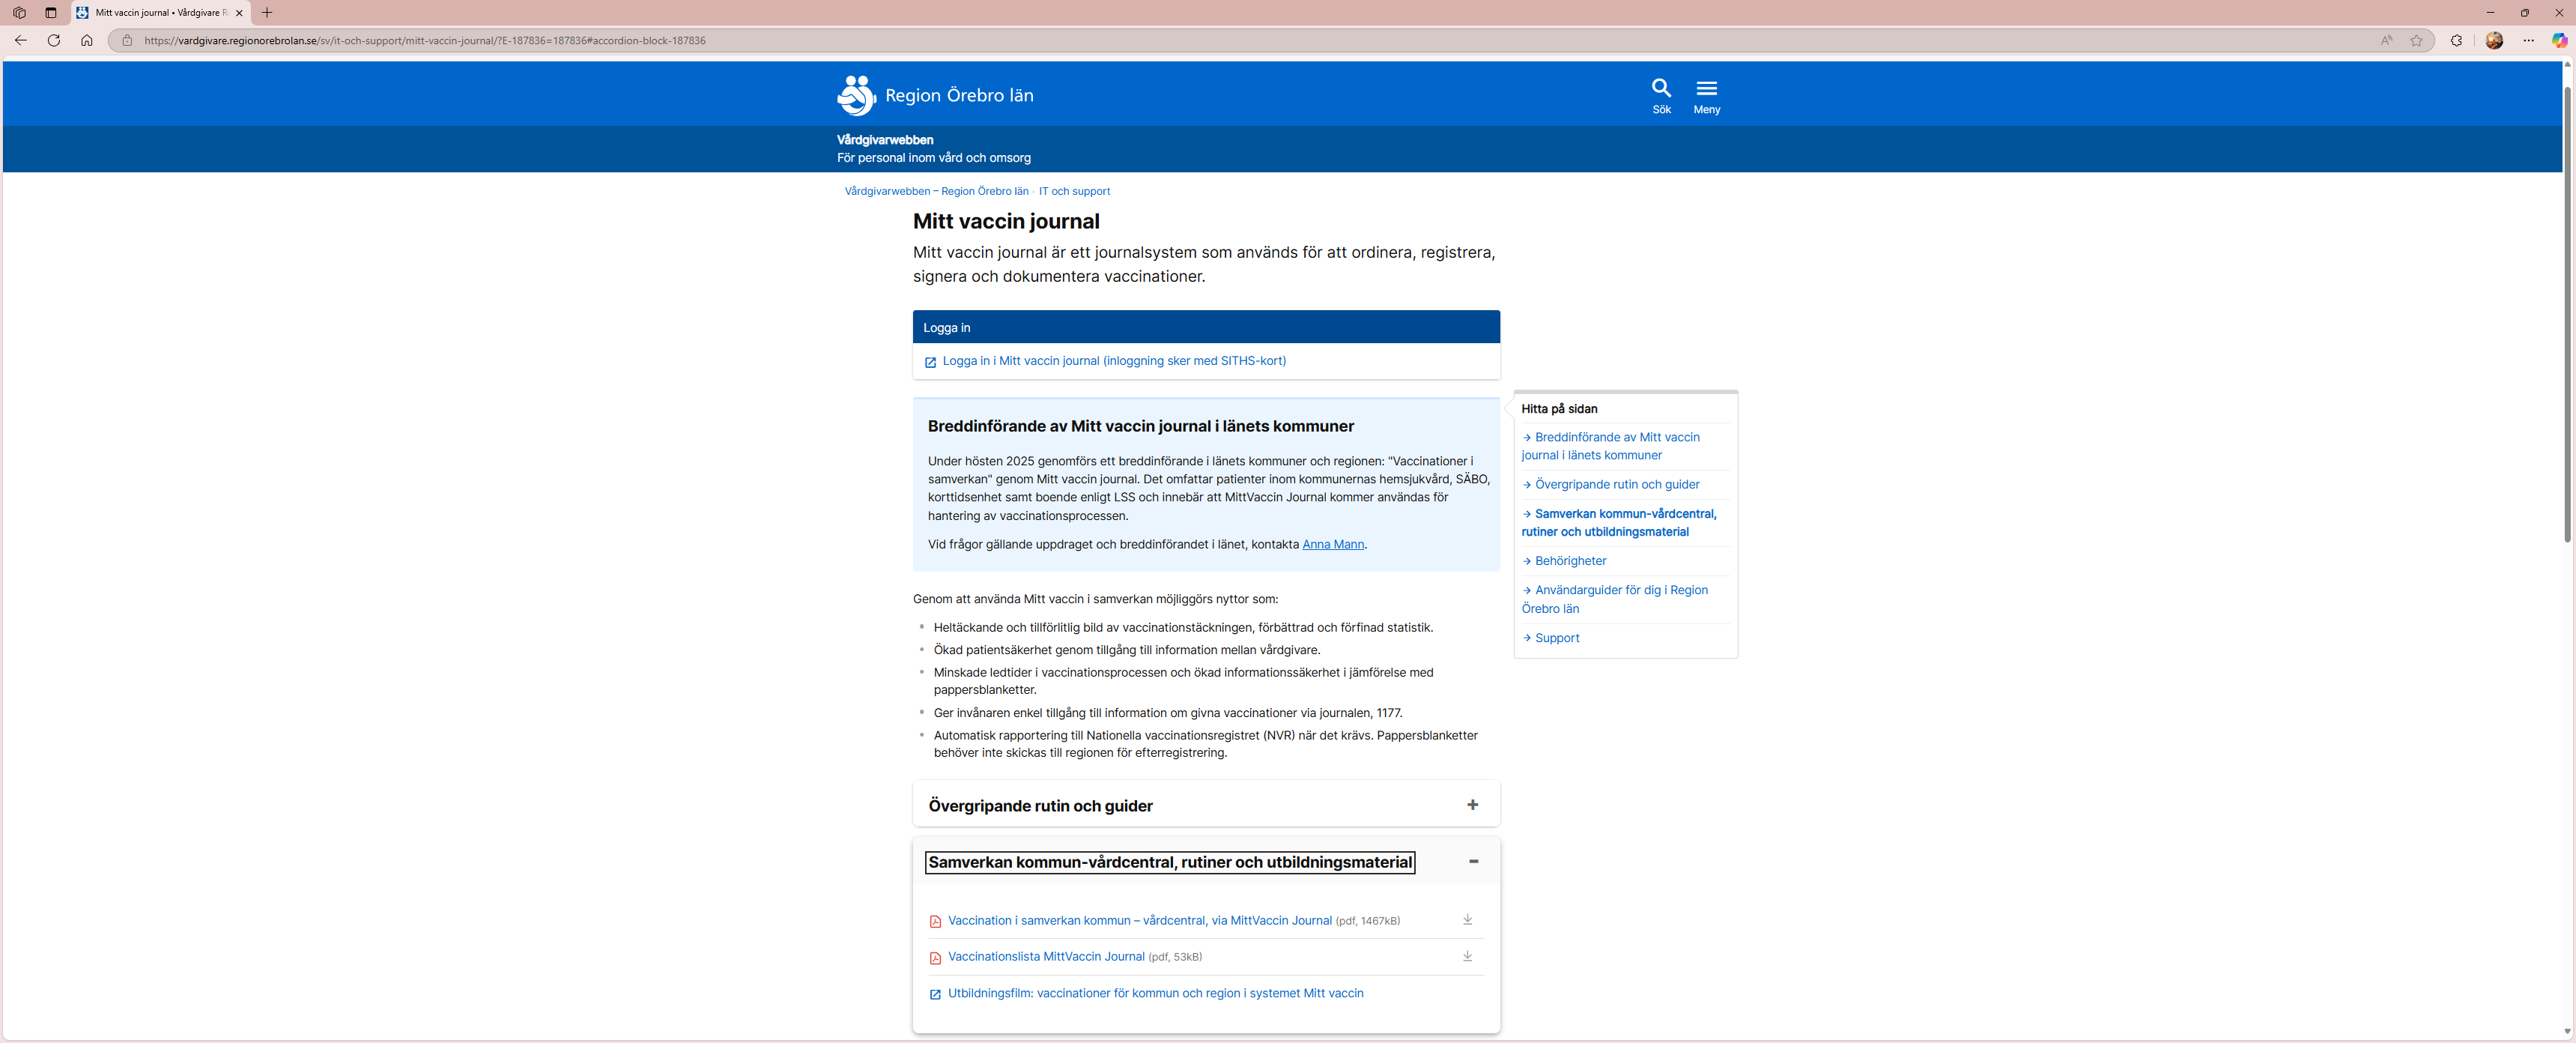 Mitt vaccin journal • Vårdgivare R
https://vardgivare.regionorebrolan.se/sv/it-och-support/mitt-vaccin-journal/?E-187836=187836#accordion-block-187836
Region Örebro län
Sök
Meny
Vårdgivarwebben
För personal inom vård och omsorg
Vårdgivarwebben – Region Örebro län · IT och support
Mitt vaccin journal
Mitt vaccin journal är ett journalsystem som används för att ordinera, registrera,
signera och dokumentera vaccinationer.
Logga in
Logga in i Mitt vaccin journal (inloggning sker med SITHS-kort)
Breddinförande av Mitt vaccin journal i länets kommuner
Under hösten 2025 genomförs ett breddinförande i länets kommuner och regionen: "Vaccinationer i
samverkan" genom Mitt vaccin journal. Det omfattar patienter inom kommunernas hemsjukvård, SÄBO,
korttidsenhet samt boende enligt LSS och innebär att MittVaccin Journal kommer användas för
hantering av vaccinationsprocessen.
Vid frågor gällande uppdraget och breddinförandet i länet, kontakta Anna Mann.
Hitta på sidan
→ Breddinförande av Mitt vaccin
journal i länets kommuner
→ Övergripande rutin och guider
→ Samverkan kommun-vårdcentral,
rutiner och utbildningsmaterial
→ Behörigheter
→ Användarguider för dig i Region
Örebro län
→ Support
Genom att använda Mitt vaccin i samverkan möjliggörs nyttor som:
• Heltäckande och tillförlitlig bild av vaccinationstäckningen, förbättrad och förfinad statistik.
• Ökad patientsäkerhet genom tillgång till information mellan vårdgivare.
• Minskade ledtider i vaccinationsprocessen och ökad informationssäkerhet i jämförelse med
pappersblanketter.
• Ger invånaren enkel tillgång till information om givna vaccinationer via journalen, 1177.
• Automatisk rapportering till Nationella vaccinationsregistret (NVR) när det krävs. Pappersblanketter
behöver inte skickas till regionen för efterregistrering.
Övergripande rutin och guider
Samverkan kommun-vårdcentral, rutiner och utbildningsmaterial
Vaccination i samverkan kommun – vårdcentral, via MittVaccin Journal (pdf, 1467kB)
Vaccinationslista MittVaccin Journal (pdf, 53kB)
Utbildningsfilm: vaccinationer för kommun och region i systemet Mitt vaccin